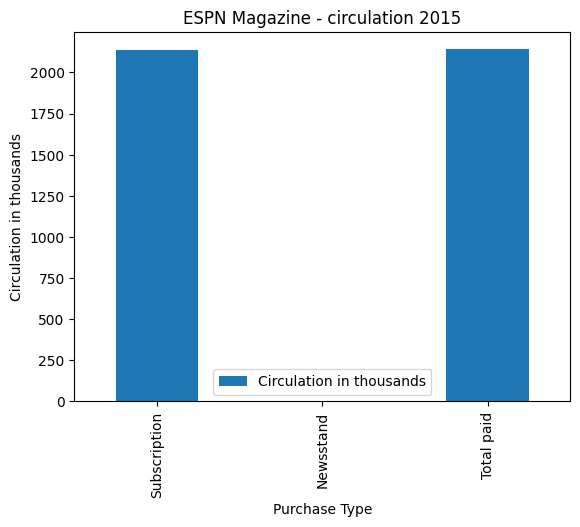 ESPN Magazine - circulation 2015
Circulation in thousands
2000
1750
1500
1250
1000
750
500
250
0
Circulation in thousands
Subscription
Newsstand
Total paid
Purchase Type